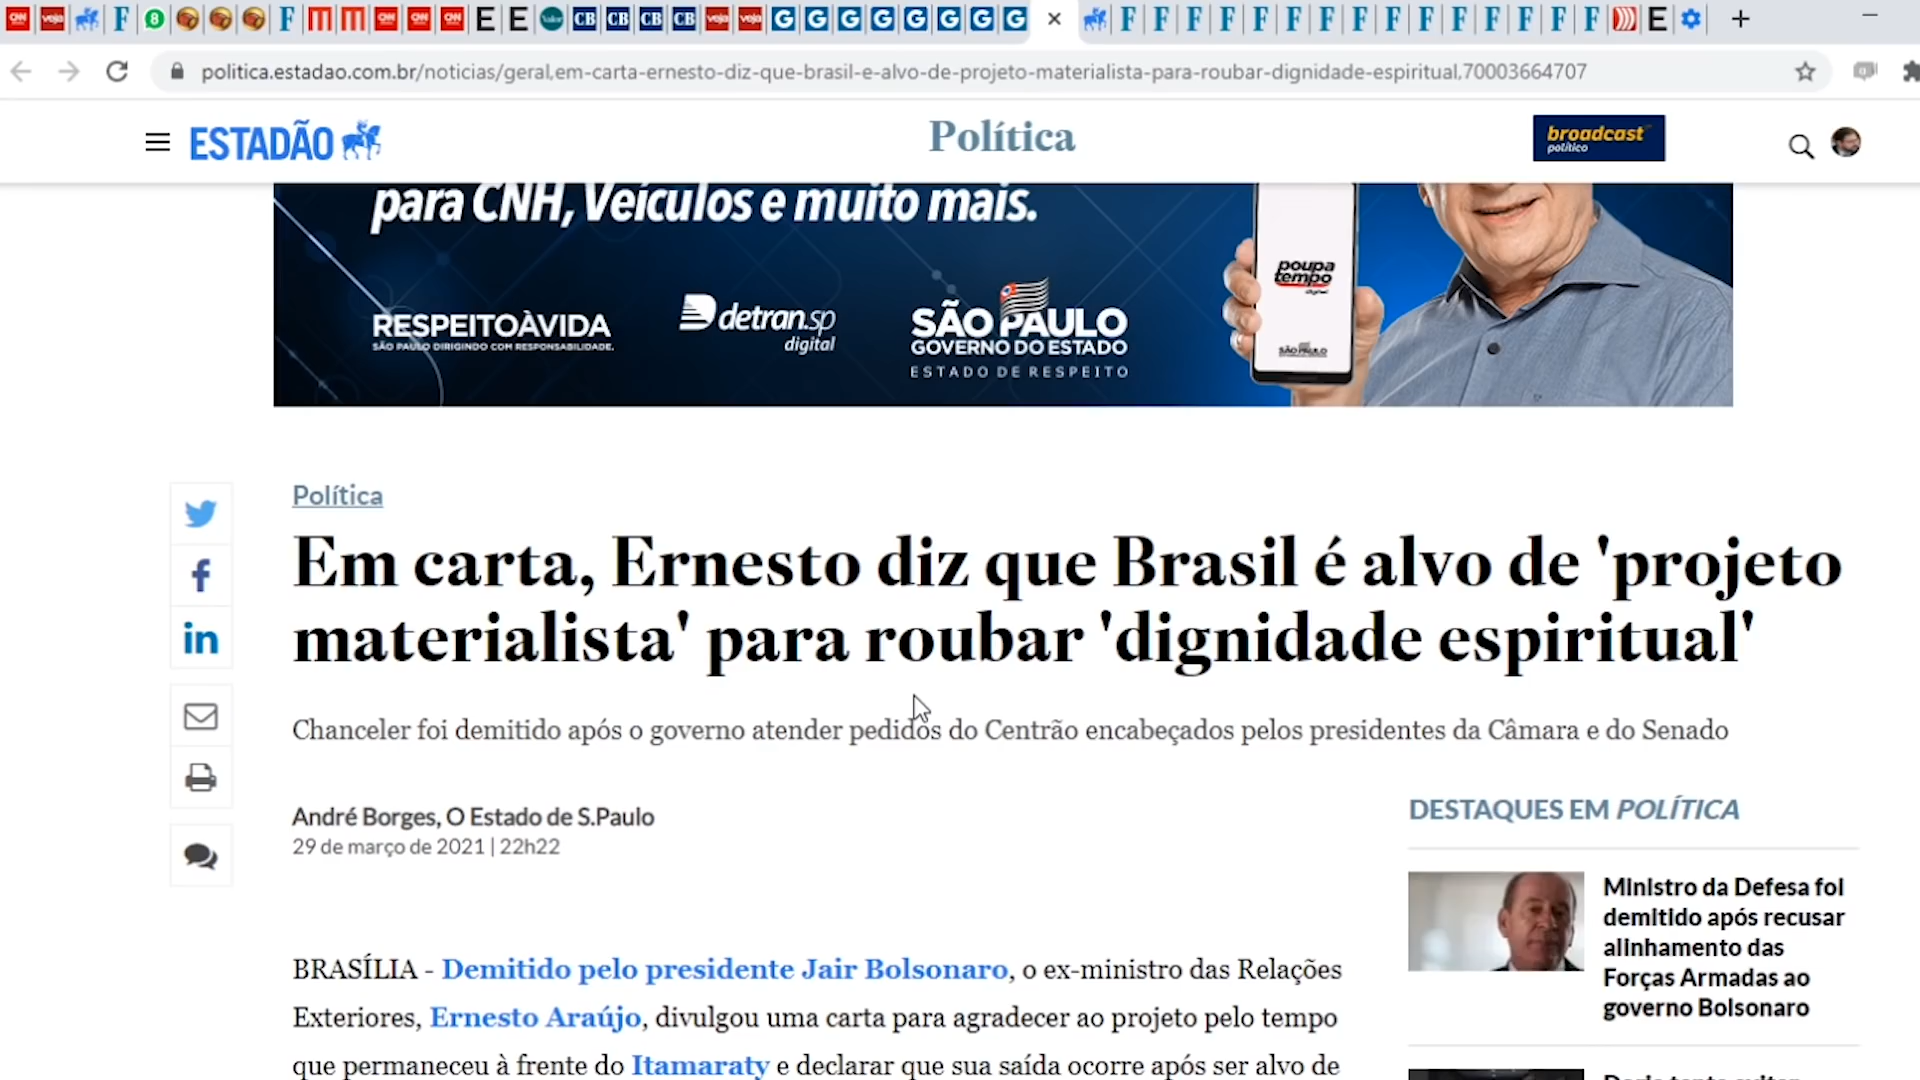 politica.estadao.com.br/noticias/geral,em-carta-ernesto-diz-que-brasil-e-alvo-de-projeto-materialista-para-roubar-dignidade-espiritual,70003664707
ESTADÃO
Política
broadcast
político
para CNH, Veículos e muito mais.
RESPEITOÀVIDA
SÃO PAULO DIRIGINDO COM RESPONSABILIDADE.
detran.sp
digital
SÃO PAULO
GOVERNO DO ESTADO
ESTADO DE RESPEITO
poupa
tempo
digital
SÃO PAULO
Política
Em carta, Ernesto diz que Brasil é alvo de 'projeto
materialista' para roubar 'dignidade espiritual'
Chanceler foi demitido após o governo atender pedidos do Centrão encabeçados pelos presidentes da Câmara e do Senado
André Borges, O Estado de S.Paulo
29 de março de 2021 | 22h22
BRASÍLIA - Demitido pelo presidente Jair Bolsonaro, o ex-ministro das Relações
Exteriores, Ernesto Araújo, divulgou uma carta para agradecer ao projeto pelo tempo
que permaneceu à frente do Itamaraty e declarar que sua saída ocorre após ser alvo de
DESTAQUES EM POLÍTICA
Ministro da Defesa foi
demitido após recusar
alinhamento das
Forças Armadas ao
governo Bolsonaro